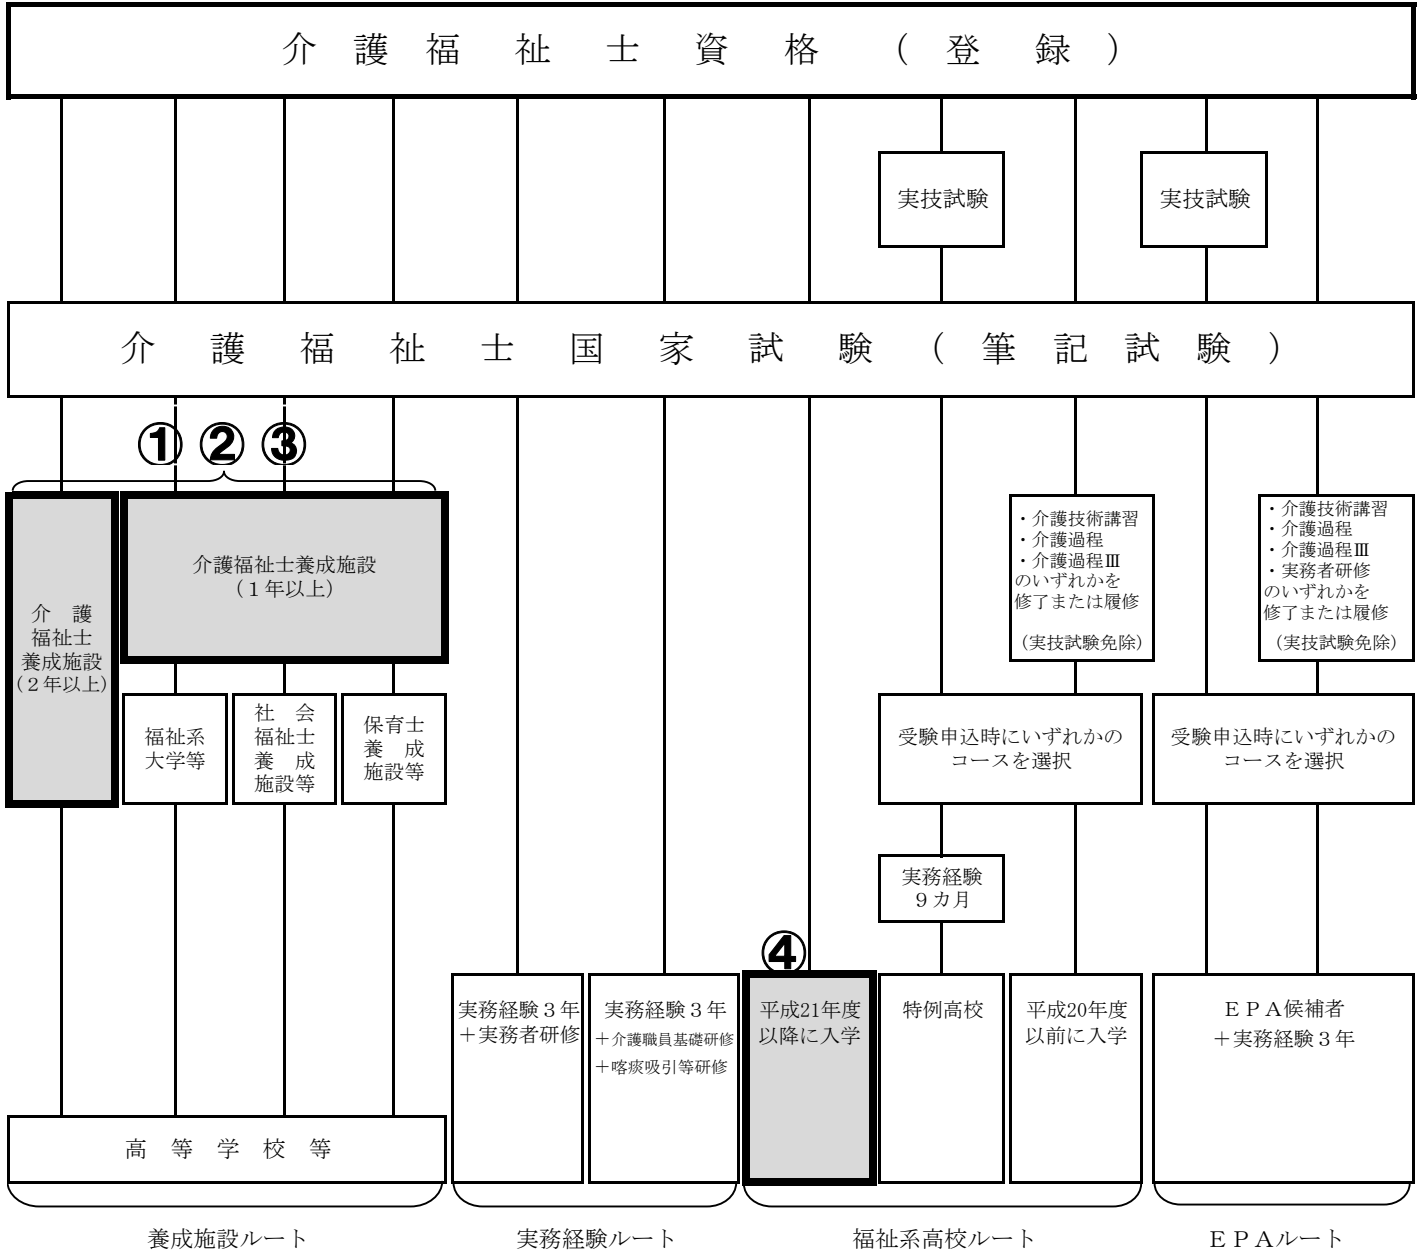 介護福祉士資格（登録）
実技試験
実技試験
介護福祉士国家試験（筆記試験）
①②③
介護
福祉士
養成施設
（２年以上）
介護福祉士養成施設
（１年以上）
福祉系
大学等
社会
福祉士
養成
施設等
保育士
養成
施設等
・介護技術講習
・介護過程
・介護過程Ⅲ
のいずれかを
修了または履修
（実技試験免除）
・介護技術講習
・介護過程
・介護過程Ⅲ
・実務者研修
のいずれかを
修了または履修
（実技試験免除）
受験申込時にいずれかの
コースを選択
受験申込時にいずれかの
コースを選択
実務経験
９カ月
④
実務経験３年
＋実務者研修
実務経験３年
＋介護職員基礎研修
＋喀痰吸引等研修
平成21年度
以降に入学
特例高校
平成20年度
以前に入学
ＥＰＡ候補者
＋実務経験３年
高等学校等
養成施設ルート
実務経験ルート
福祉系高校ルート
ＥＰＡルート